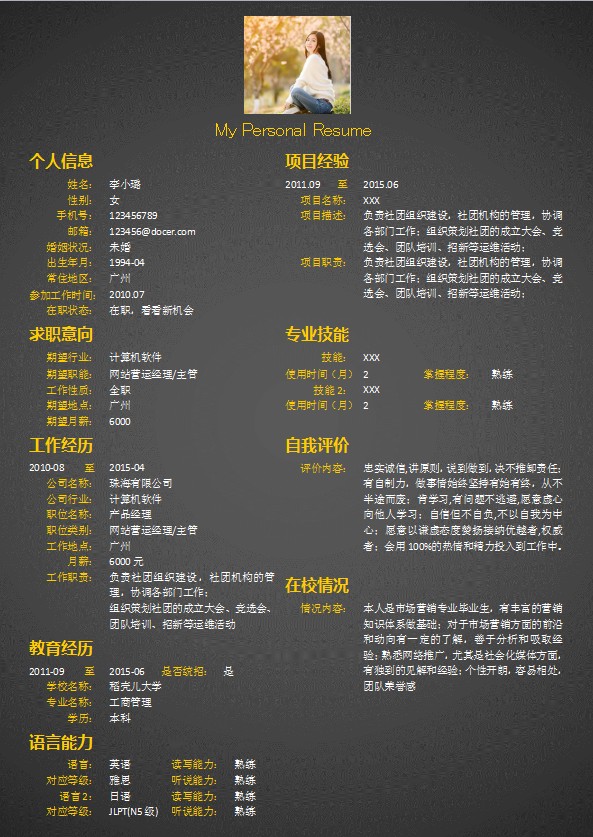 My Personal Resume
个人信息
姓名： 李小璐
性别： 女
手机号： 123456789
邮箱： 123456@docer.com
婚姻状况： 未婚
出生年月： 1994-04
常住地区： 广州
参加工作时间： 2010.07
在职状态： 在职，看看新机会
求职意向
期望行业： 计算机软件
期望职能： 网站营运经理/主管
工作性质： 全职
期望地点： 广州
期望月薪： 6000
工作经历
2010-08 至 2015-04
公司名称： 珠海有限公司
公司行业： 计算机软件
职位名称： 产品经理
职位类别： 网站营运经理/主管
工作地点： 广州
月薪： 6000 元
工作职责： 负责社团组织建设，社团机构的管
理，协调各部门工作；
组织策划社团的成立大会、竞选会、
团队培训、招新等运维活动
教育经历
2011-09 至 2015-06 是否统招： 是
学校名称： 稻壳儿大学
专业名称： 工商管理
学历： 本科
语言能力
语言： 英语 读写能力： 熟练
对应等级： 雅思 听说能力： 熟练
语言 2： 日语 读写能力： 熟练
对应等级： JLPT(N5 级) 听说能力： 熟练
项目经验
2011.09 至 2015.06
项目名称： XXX
项目描述： 负责社团组织建设，社团机构的管理，协调
各部门工作；组织策划社团的成立大会、竞
选会、团队培训、招新等运维活动；
项目职责： 负责社团组织建设，社团机构的管理，协调
各部门工作；组织策划社团的成立大会、竞
选会、团队培训、招新等运维活动；
专业技能
技能： XXX
使用时间（月） 2 掌握程度： 熟练
技能 2： XXX
使用时间（月） 2 掌握程度： 熟练
自我评价
评价内容： 忠实诚信,讲原则，说到做到，决不推卸责任；
有自制力，做事情始终坚持有始有终，从不
半途而废；肯学习,有问题不逃避,愿意虚心
向他人学习；自信但不自负,不以自我为中
心；愿意以谦虚态度赞扬接纳优越者,权威
者；会用 100%的热情和精力投入到工作中。
在校情况
情况内容： 本人是市场营销专业毕业生，有丰富的营销
知识体系做基础；对于市场营销方面的前沿
和动向有一定的了解，善于分析和吸取经
验；熟悉网络推广，尤其是社会化媒体方面，
有独到的见解和经验；个性开朗，容易相处，
团队荣誉感